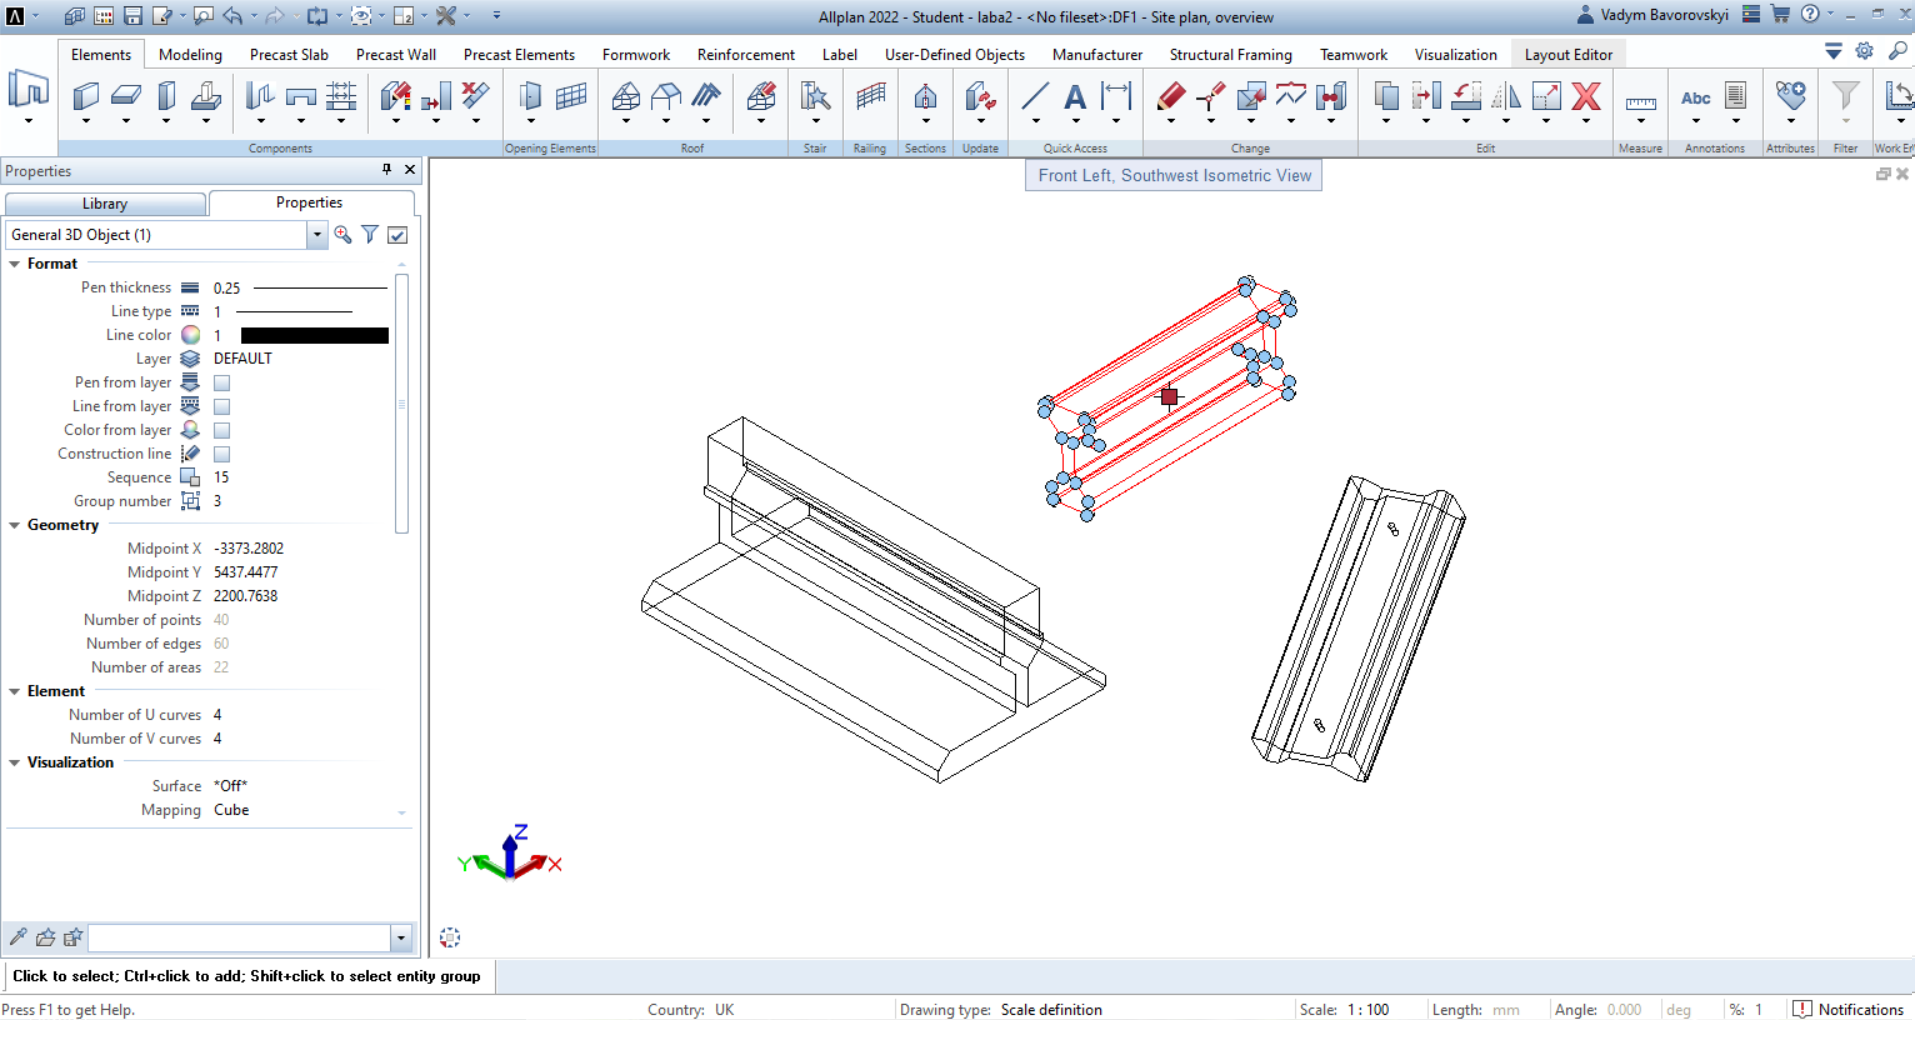 Allplan 2022 - Student - laba2 - <No fileset>:DF1 - Site plan, overview
Vadym Bavorovskyi
Elements
Modeling
Precast Slab
Precast Wall
Precast Elements
Formwork
Reinforcement
Label
User-Defined Objects
Manufacturer
Structural Framing
Teamwork
Visualization
Layout Editor
A
Abc
Components
Opening Elements
Roof
Stair
Railing
Sections
Update
Quick Access
Change
Edit
Measure
Annotations
Attributes
Filter
Work En
Properties
Front Left, Southwest Isometric View
Library
Properties
General 3D Object (1)
Format
Pen thickness 0.25
Line type 1
Line color 1
Layer DEFAULT
Pen from layer
Line from layer
Color from layer
Construction line
Sequence 15
Group number 3
Geometry
Midpoint X -3373.2802
Midpoint Y 5437.4477
Midpoint Z 2200.7638
Number of points 40
Number of edges 60
Number of areas 22
Element
Number of U curves 4
Number of V curves 4
Visualization
Surface *Off*
Mapping Cube
Z
Y
X
Click to select; Ctrl+click to add; Shift+click to select entity group
Press F1 to get Help.
Country: UK
Drawing type: Scale definition
Scale: 1 : 100
Length: mm
Angle: 0.000 deg
%: 1
Notifications